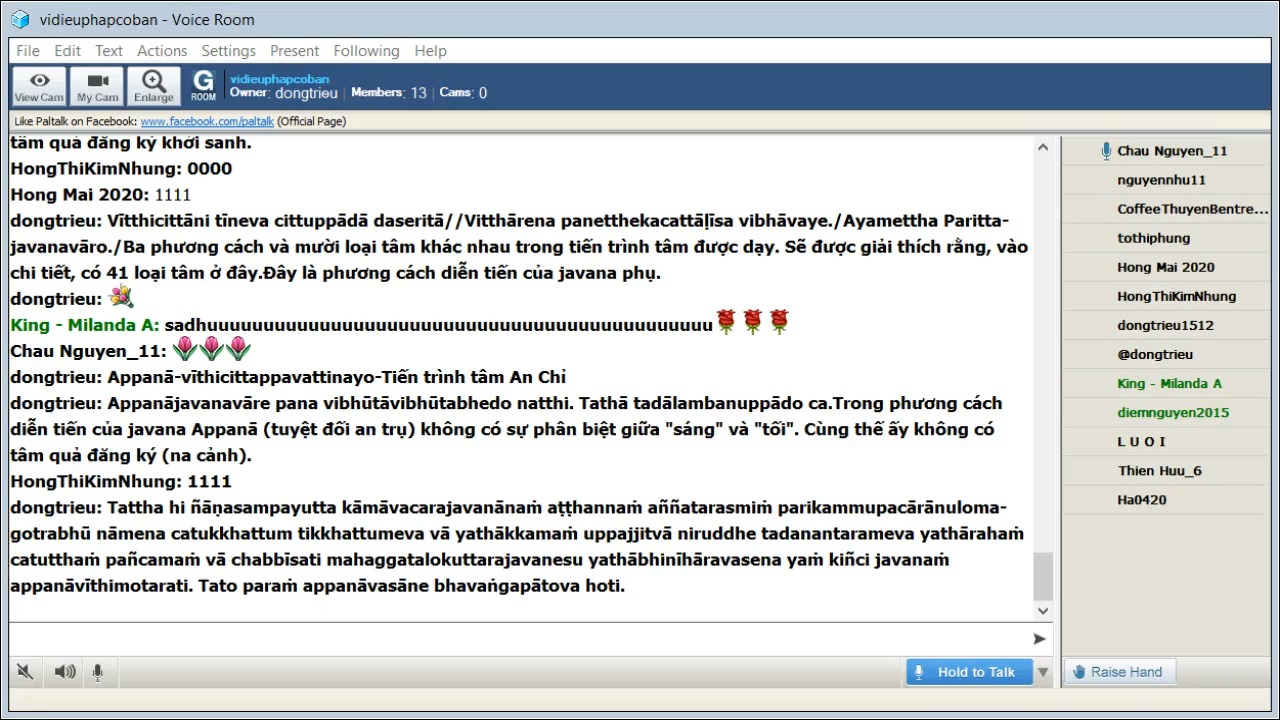 vidieuphapcoban - Voice Room
File Edit Text Actions Settings Present Following Help
View Cam My Cam Enlarge G ROOM vidieuphapcoban
Owner: dongtrieu | Members: 13 | Cams: 0
Like Paltalk on Facebook: www.facebook.com/paltalk (Official Page)
tâm quả đăng ký khởi sanh.
HongThiKimNhung: 0000
Hong Mai 2020: 1111
dongtrieu: Vītthicittāni tīneva cittuppādā daseritā//Vitthārena panetthekacattāḷīsa vibhāvaye./Ayamettha Paritta-
javanavāro./Ba phương cách và mười loại tâm khác nhau trong tiến trình tâm được dạy. Sẽ được giải thích rằng, vào
chi tiết, có 41 loại tâm ở đây.Đây là phương cách diễn tiến của javana phụ.
dongtrieu:
King - Milanda A: sadhuuuuuuuuuuuuuuuuuuuuuuuuuuuuuuuuuuuuuuuuuuuuu
Chau Nguyen_11:
dongtrieu: Appanā-vīthicittappavattinayo-Tiến trình tâm An Chỉ
dongtrieu: Appanājavanavāre pana vibhūtāvibhūtabhedo natthi. Tathā tadālambanuppādo ca.Trong phương cách
diễn tiến của javana Appanā (tuyệt đối an trụ) không có sự phân biệt giữa "sáng" và "tối". Cùng thế ấy không có
tâm quả đăng ký (na cảnh).
HongThiKimNhung: 1111
dongtrieu: Tattha hi ñāṇasampayutta kāmāvacarajavanānaṁ aṭṭhannaṁ aññatarasmiṁ parikammupacārānuloma-
gotrabhū nāmena catukkhattum tikkhattumeva vā yathākkamaṁ uppajjitvā niruddhe tadanantarameva yathārahaṁ
catutthaṁ pañcamaṁ vā chabbīsati mahaggatalokuttarajavanesu yathābhinīhāravasena yaṁ kiñci javanaṁ
appanāvīthimotarati. Tato paraṁ appanāvasāne bhavaṅgapātova hoti.
Hold to Talk
Chau Nguyen_11
nguyennhu11
CoffeeThuyenBentre...
tothiphung
Hong Mai 2020
HongThiKimNhung
dongtrieu1512
@dongtrieu
King - Milanda A
diemnguyen2015
L U O I
Thien Huu_6
Ha0420
Raise Hand